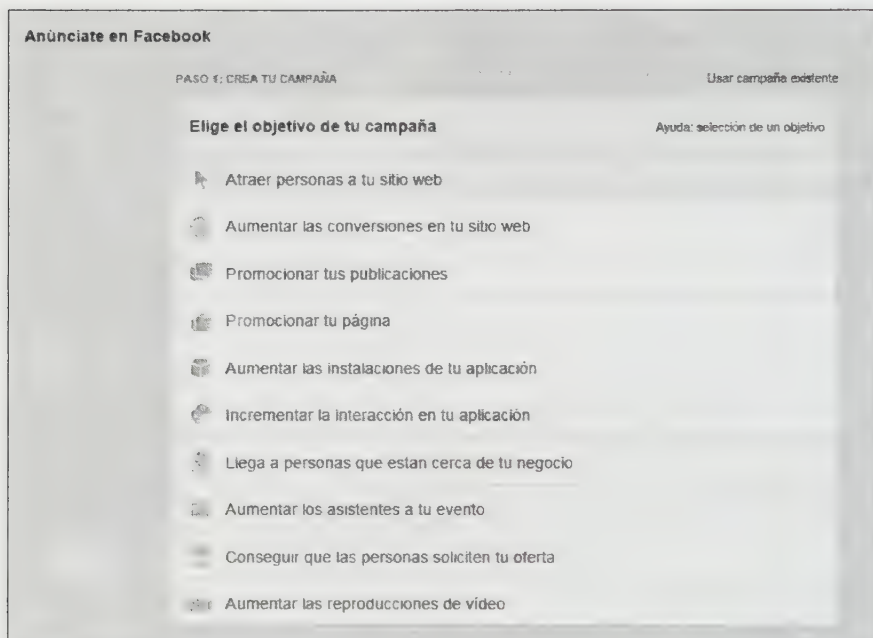 Anúnciate en Facebook
PASO 1: CREA TU CAMPAÑA
Usar campaña existente
Elige el objetivo de tu campaña
Ayuda: selección de un objetivo
Atraer personas a tu sitio web
Aumentar las conversiones en tu sitio web
Promocionar tus publicaciones
Promocionar tu página
Aumentar las instalaciones de tu aplicación
Incrementar la interacción en tu aplicación
Llega a personas que estan cerca de tu negocio
Aumentar los asistentes a tu evento
Conseguir que las personas soliciten tu oferta
Aumentar las reproducciones de vídeo